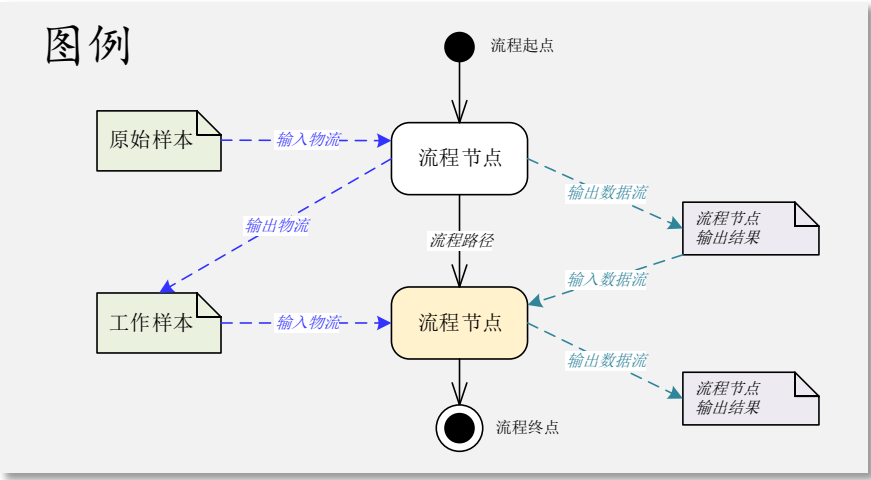 图例
流程起点
原始样本
输入物流
流程节点
输出数据流
输出物流
流程路径
流程节点
输出结果
输入数据流
工作样本
输入物流
流程节点
输出数据流
流程节点
输出结果
流程终点